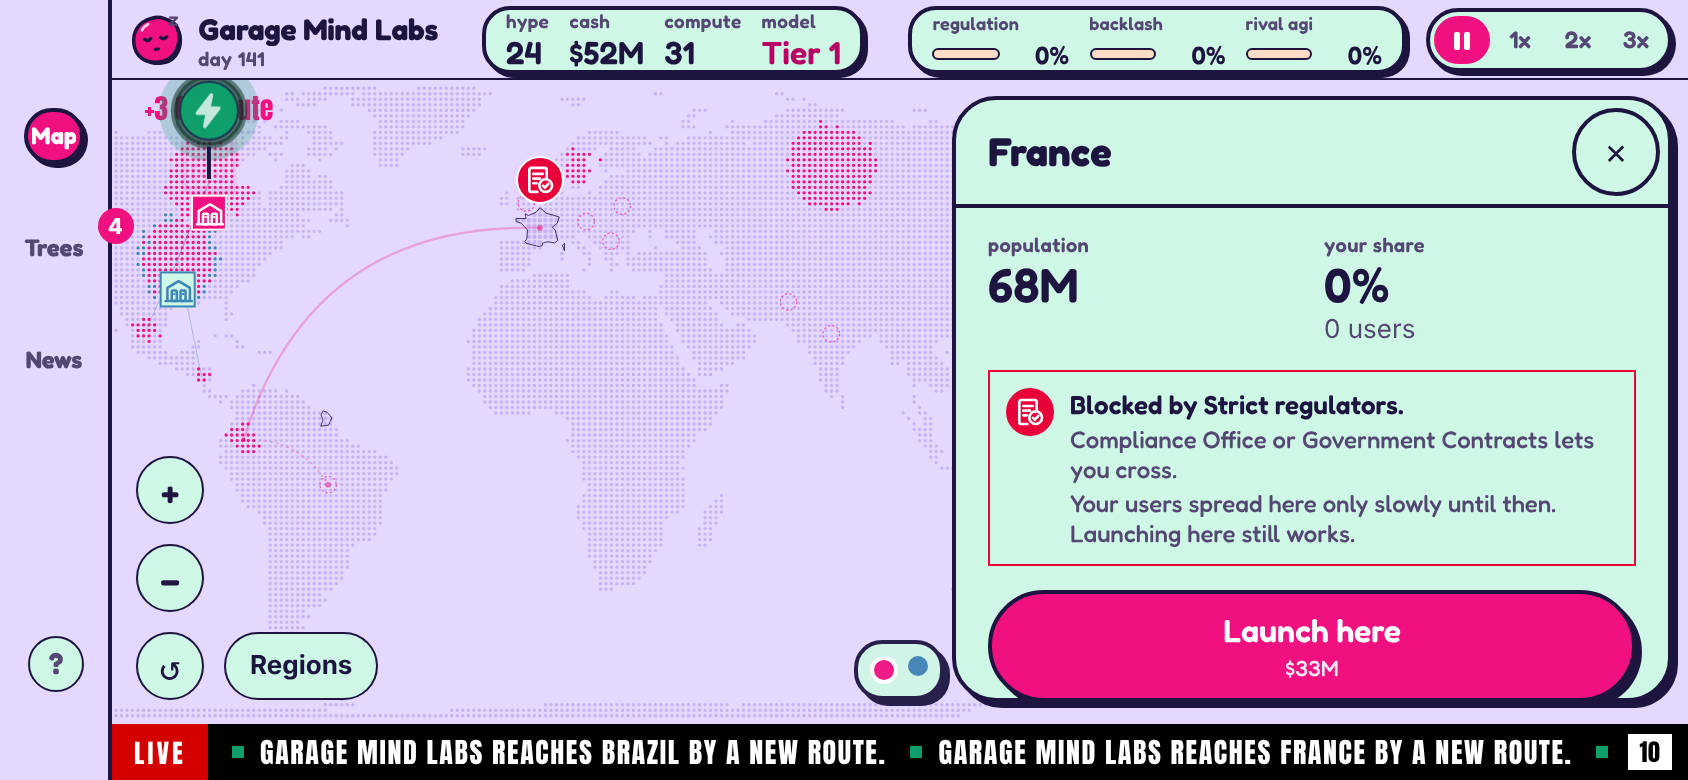 Garage Mind Labs
day 141
hype
24
cash
$52M
compute
31
model
Tier 1
regulation
0%
backlash
0%
rival agi
0%
1x
2x
3x
Map
4
Trees
News
?
+3
+
−
↺
Regions
France
×
population
68M
your share
0%
0 users
Blocked by Strict regulators.
Compliance Office or Government Contracts lets
you cross.
Your users spread here only slowly until then.
Launching here still works.
Launch here
$33M
LIVE
GARAGE MIND LABS REACHES BRAZIL BY A NEW ROUTE.
GARAGE MIND LABS REACHES FRANCE BY A NEW ROUTE.
10